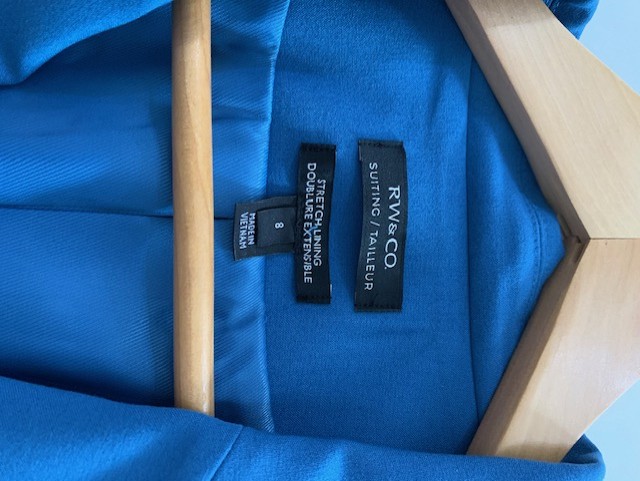 RW&CO.
SUITING / TAILLEUR
STRETCH LINING
DOUBLURE EXTENSIBLE
8
MADE IN
VIETNAM